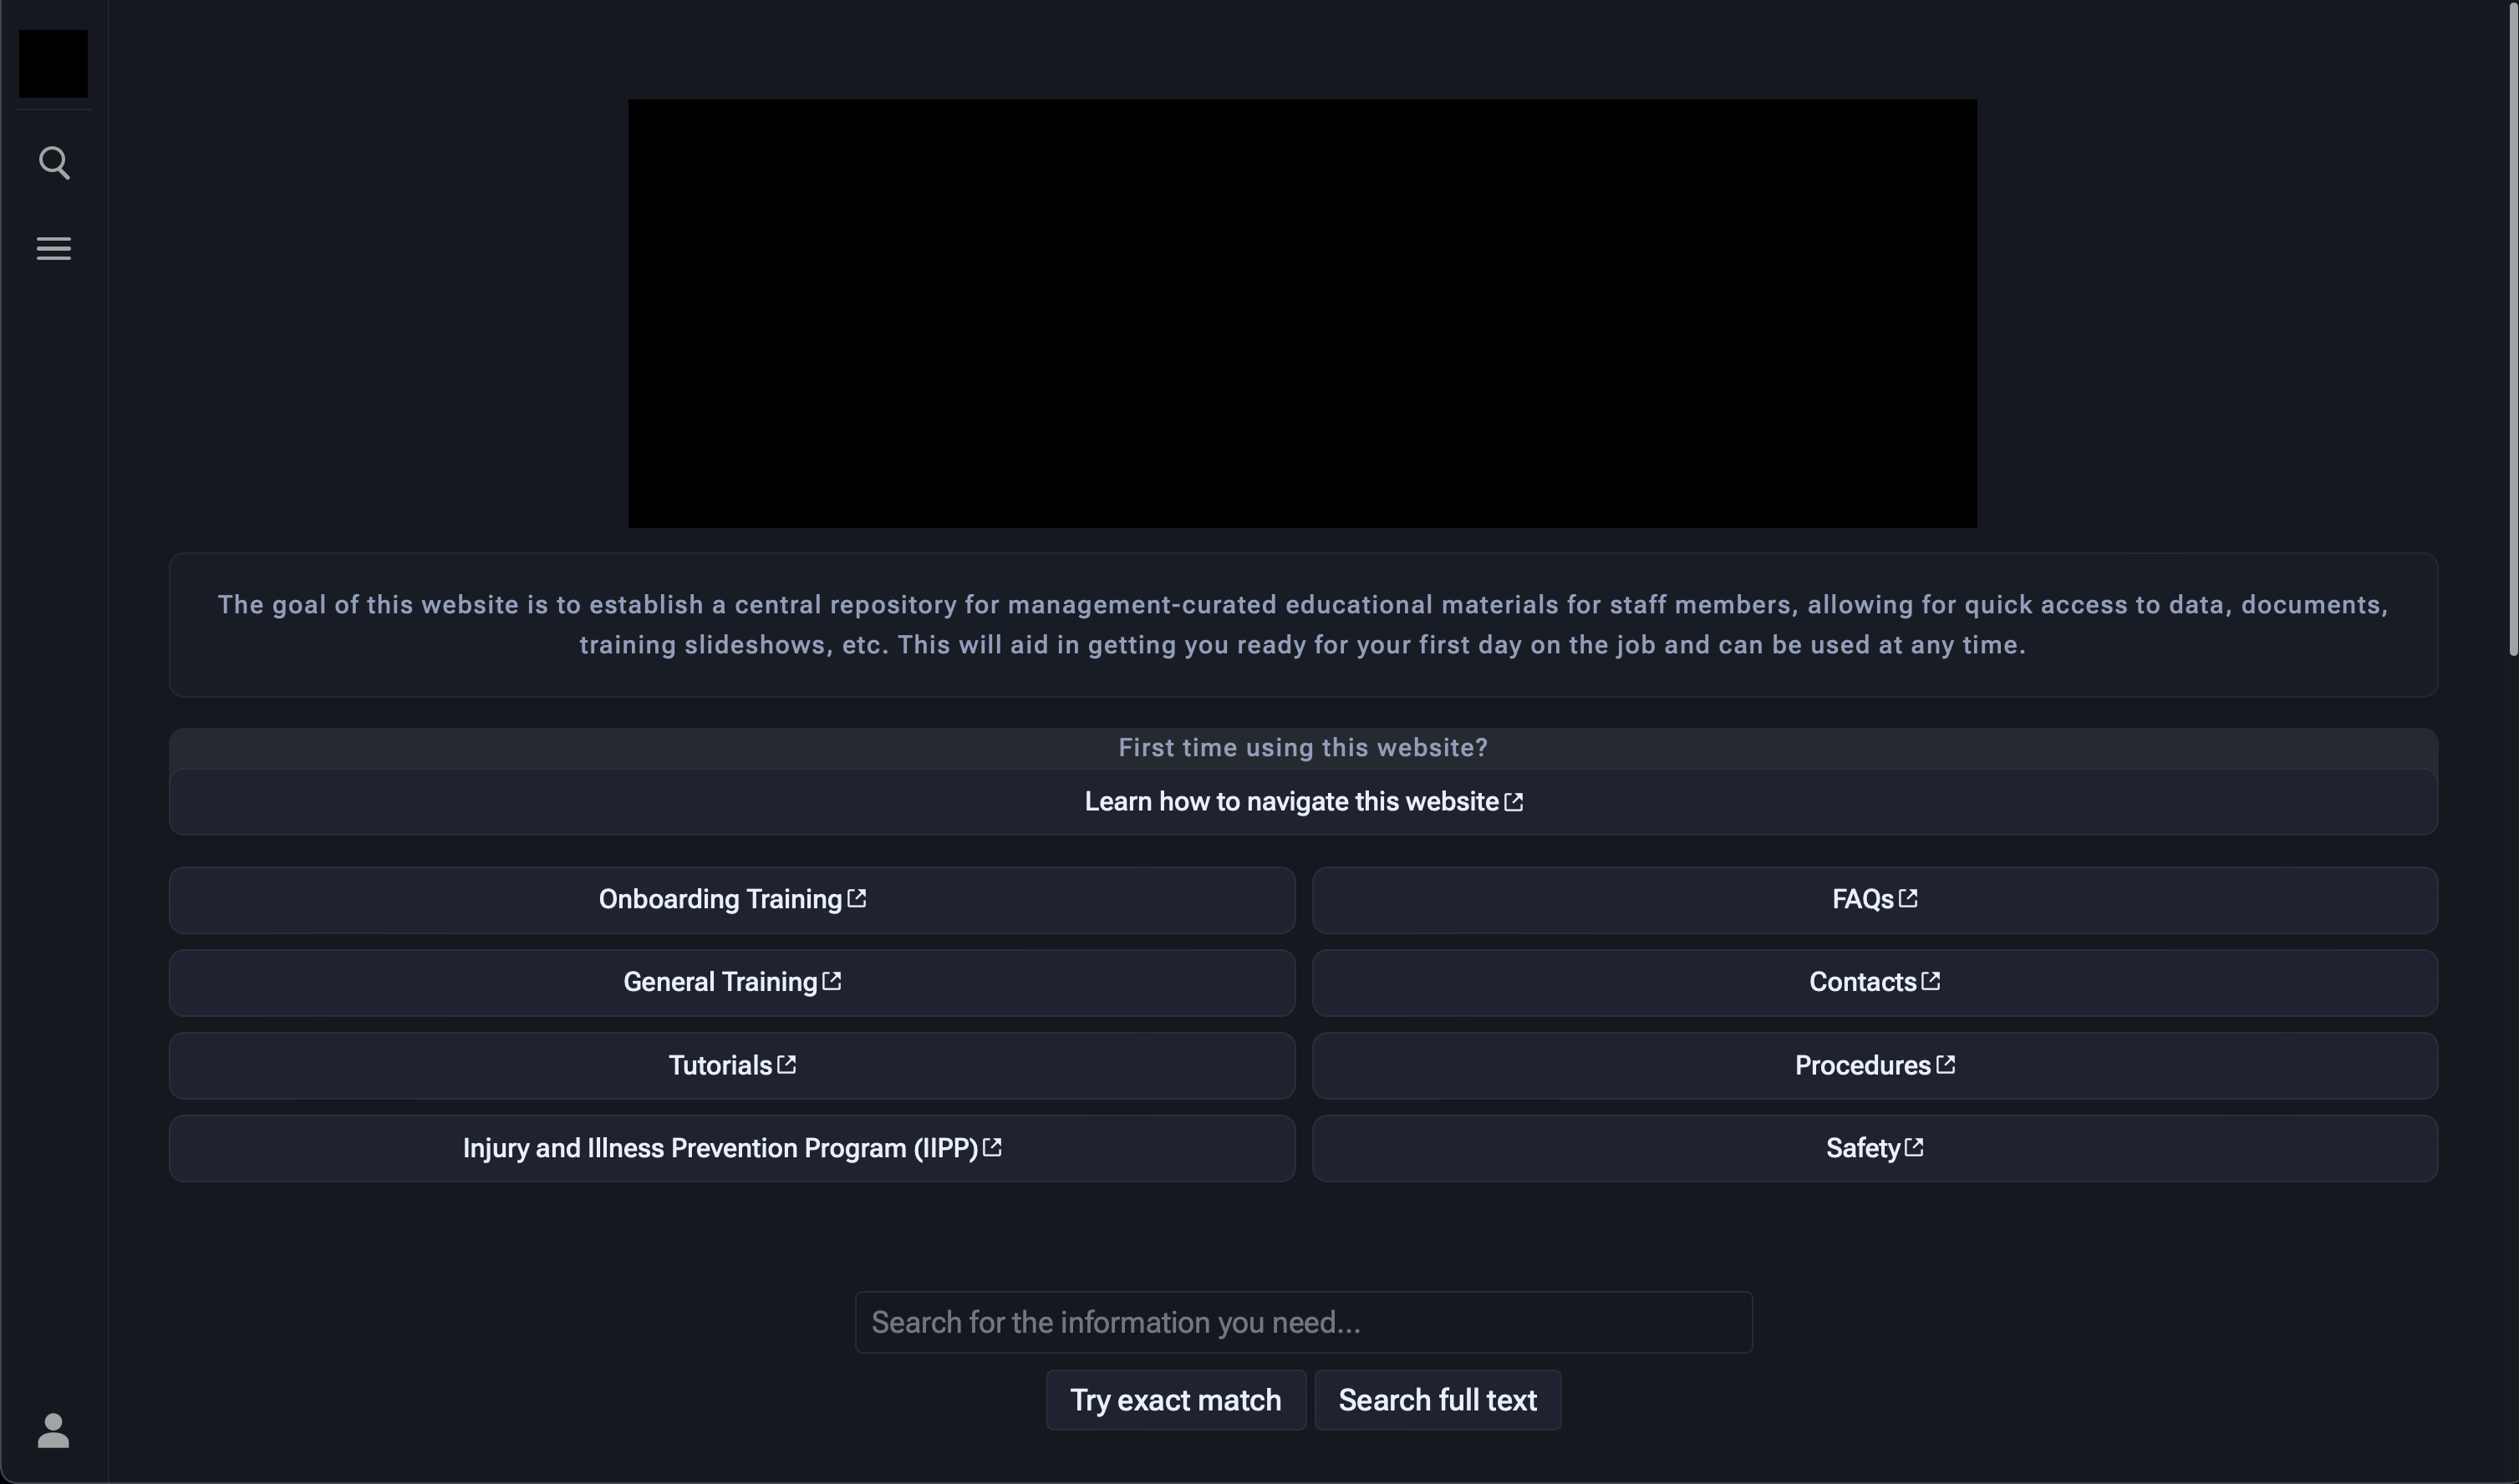 The goal of this website is to establish a central repository for management-curated educational materials for staff members, allowing for quick access to data, documents,
training slideshows, etc. This will aid in getting you ready for your first day on the job and can be used at any time.
First time using this website?
Learn how to navigate this website
Onboarding Training
FAQs
General Training
Contacts
Tutorials
Procedures
Injury and Illness Prevention Program (IIPP)
Safety
Search for the information you need...
Try exact match
Search full text